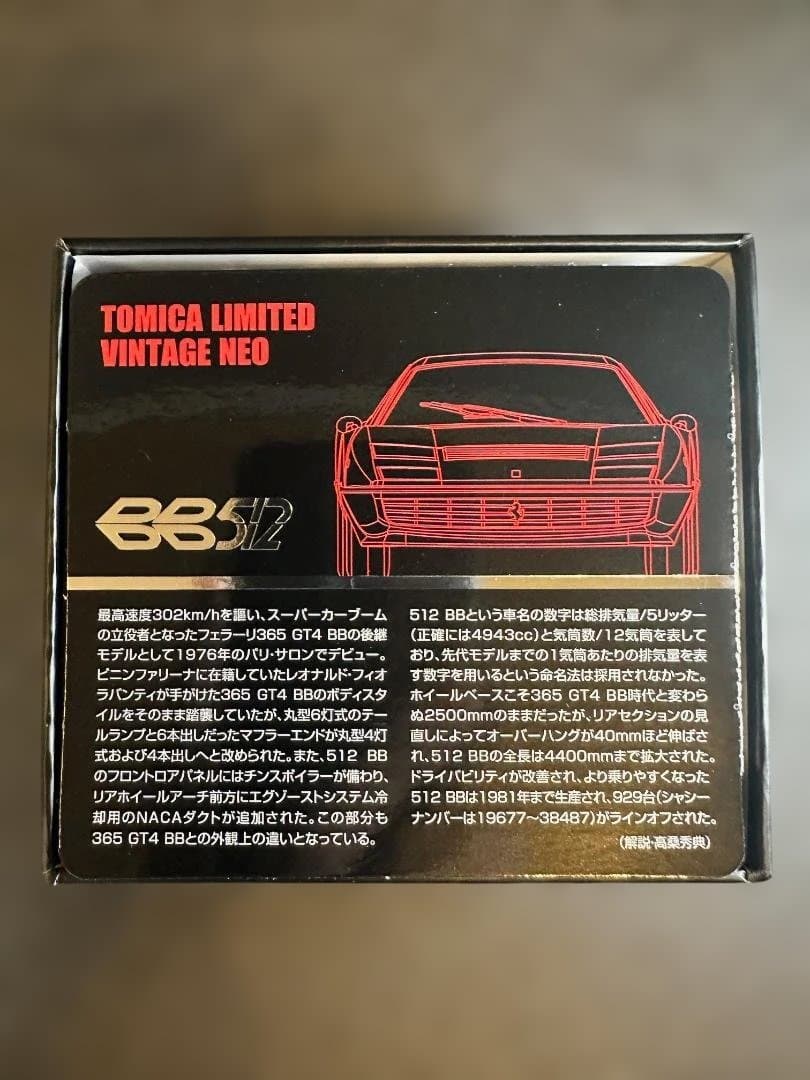 TOMICA LIMITED
VINTAGE NEO
BB512
最高速度302km/hを謳い、スーパーカーブーム
の立役者となったフェラーリ365 GT4 BBの後継
モデルとして1976年のパリ・サロンでデビュー。
ピニンファリーナに在籍していたレオナルド・フィオ
ラバンティが手がけた365 GT4 BBのボディスタ
イルをそのまま踏襲していたが、丸型6灯式のテー
ルランプと6本出しだったマフラーエンドが丸型4灯
式および4本出しへと改められた。また、512 BB
のフロントロアパネルにはチンスポイラーが備わり、
リアホイールアーチ前方にエグゾーストシステム冷
却用のNACAダクトが追加された。この部分も
365 GT4 BBとの外観上の違いとなっている。
512 BBという車名の数字は総排気量/5リッター
(正確には4943cc)と気筒数/12気筒を表して
おり、先代モデルまでの1気筒あたりの排気量を表
す数字を用いるという命名法は採用されなかった。
ホイールベースこそ365 GT4 BB時代と変わら
ぬ2500mmのままだったが、リアセクションの見
直しによってオーバーハングが40mmほど伸ばさ
れ、512 BBの全長は4400mmまで拡大された。
ドライバビリティが改善され、より乗りやすくなった
512 BBは1981年まで生産され、929台(シャシー
ナンバーは19677〜38487)がラインオフされた。
(解説・高桑秀典)